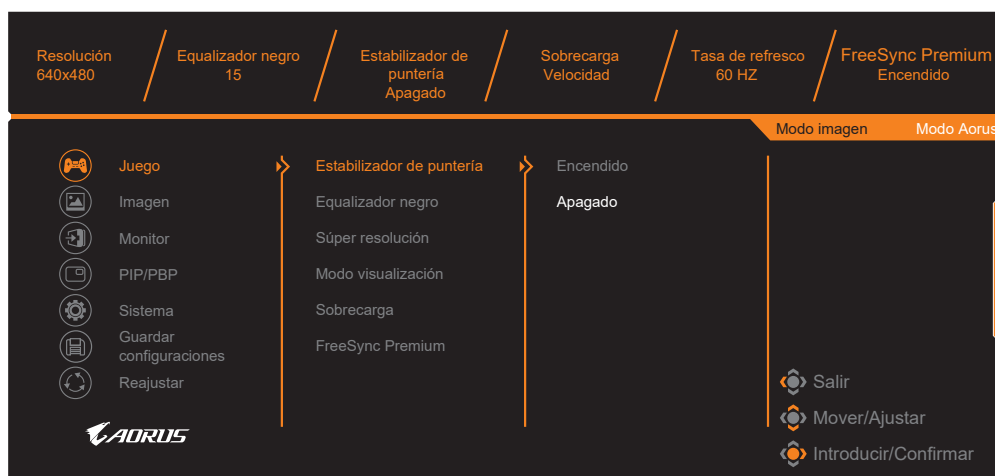 Resolución
640x480
Equalizador negro
15
Estabilizador de
puntería
Apagado
Sobrecarga
Velocidad
Tasa de refresco
60 HZ
FreeSync Premium
Encendido
Modo imagen
Modo Aorus
Juego
Imagen
Monitor
PIP/PBP
Sistema
Guardar
configuraciones
Reajustar
Estabilizador de puntería
Equalizador negro
Súper resolución
Modo visualización
Sobrecarga
FreeSync Premium
Encendido
Apagado
Salir
Mover/Ajustar
Introducir/Confirmar
AORUS